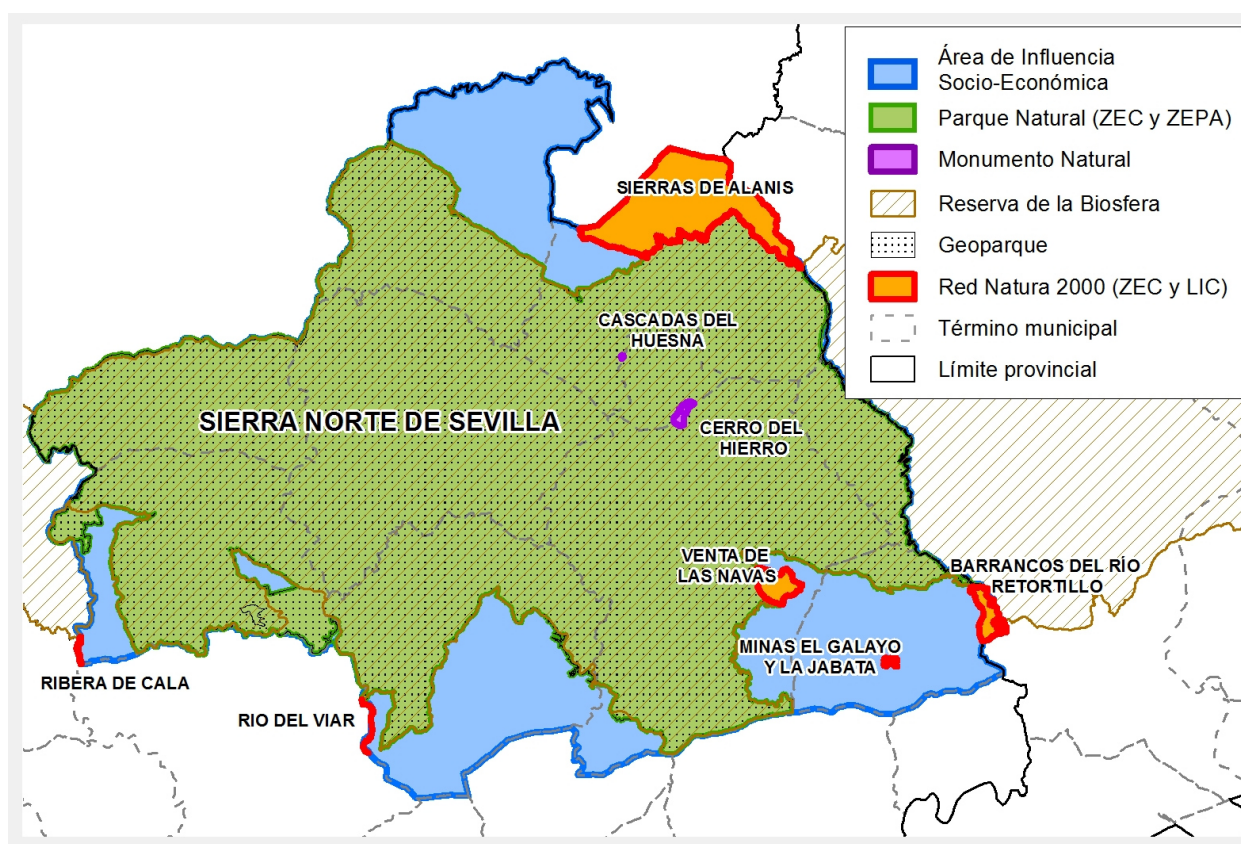 Área de Influencia
Socio-Económica
Parque Natural (ZEC y ZEPA)
Monumento Natural
Reserva de la Biosfera
Geoparque
Red Natura 2000 (ZEC y LIC)
Término municipal
Límite provincial
SIERRAS DE ALANIS
CASCADAS DEL
HUESNA
SIERRA NORTE DE SEVILLA
CERRO DEL
HIERRO
VENTA DE
LAS NAVAS
BARRANCOS DEL RÍO
RETORTILLO
MINAS EL GALAYO
Y LA JABATA
RIBERA DE CALA
RIO DEL VIAR